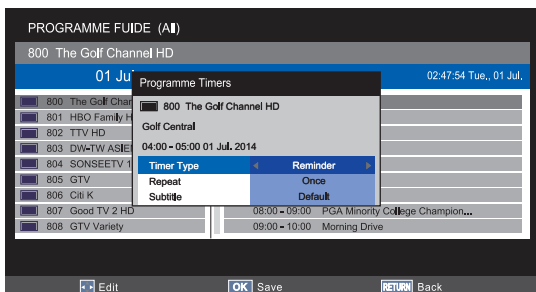 PROGRAMME FUIDE (All)
800 The Golf Channel HD
01 Ju
02:47:54 Tue,, 01 Jul,
Programme Timers
800 The Golf Channel HD
Golf Central
04:00 - 05:00 01 Jul. 2014
Timer Type Reminder
Repeat Once
Subtitle Default
800 The Golf Char
801 HBO Family H
802 TTV HD
803 DW-TW ASIE
804 SONSEETV 1
805 GTV
806 Citi K
807 Good TV 2 HD 08:00 - 09:00 PGA Minority College Champion...
808 GTV Variety 09:00 - 10:00 Morning Drive
Edit OK Save RETURN Back